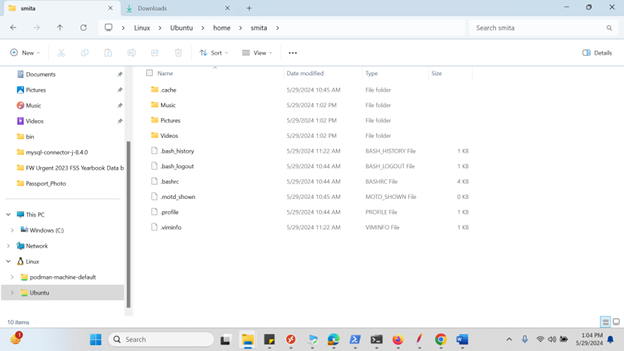 smita
Downloads
Linux > Ubuntu > home > smita >
Search smita
New
Sort
View
Details
Documents
Pictures
Music
Videos
bin
mysql-connector-j-8.4.0
FW Urgent 2023 FSS Yearbook Data b
Passport_Photo
This PC
Windows (C:)
Network
Linux
podman-machine-default
Ubuntu
Name Date modified Type Size
.cache 5/29/2024 10:45 AM File folder
Music 5/29/2024 1:02 PM File folder
Pictures 5/29/2024 1:02 PM File folder
Videos 5/29/2024 1:02 PM File folder
.bash_history 5/29/2024 11:22 AM BASH_HISTORY File 1 KB
.bash_logout 5/29/2024 10:44 AM BASH_LOGOUT File 1 KB
.bashrc 5/29/2024 10:44 AM BASHRC File 4 KB
.motd_shown 5/29/2024 10:45 AM MOTD_SHOWN File 0 KB
.profile 5/29/2024 10:44 AM PROFILE File 1 KB
.viminfo 5/29/2024 11:22 AM VIMINFO File 1 KB
10 items
1
Search
1:04 PM
5/29/2024